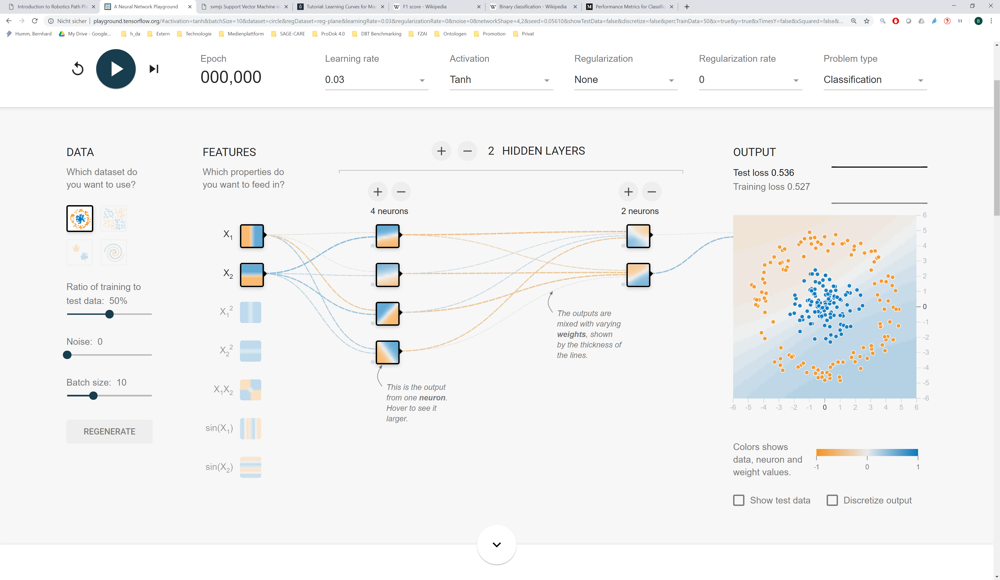 Introduction to Robotics Path Pla
A Neural Network Playground
svmjs Support Vector Machine in
Tutorial: Learning Curves for Mac
W F1 score - Wikipedia
W Binary classification - Wikipedia
M Performance Metrics for Classific
Nicht sicher | playground.tensorflow.org/#activation=tanh&batchSize=10&dataset=circle&regDataset=reg-plane&learningRate=0.03&regularizationRate=0&noise=0&networkShape=4,2&seed=0.05610&showTestData=false&discretize=false&percTrainData=50&x=true&y=true&xTimesY=false&xSquared=false&...
H
B
Humm, Bernhard
My Drive - Google...
h_da
Extern
Technologie
Medienplattform
SAGE-CARE
ProDok 4.0
DBT Benchmarking
FZAI
Ontologen
Promotion
Privat
Epoch
000,000
Learning rate
0.03
Activation
Tanh
Regularization
None
Regularization rate
0
Problem type
Classification
DATA
Which dataset do
you want to use?
Ratio of training to
test data: 50%
Noise: 0
Batch size: 10
REGENERATE
FEATURES
Which properties do
you want to feed in?
X1
X2
X1²
X2²
X1X2
sin(X1)
sin(X2)
+ − 2 HIDDEN LAYERS
+ −
4 neurons
+ −
2 neurons
This is the output
from one neuron.
Hover to see it
larger.
The outputs are
mixed with varying
weights, shown
by the thickness of
the lines.
OUTPUT
Test loss 0.536
Training loss 0.527
6
5
4
3
2
1
0
-1
-2
-3
-4
-5
-6
-6 -5 -4 -3 -2 -1 0 1 2 3 4 5 6
Colors shows
data, neuron and
weight values.
-1 0 1
Show test data
Discretize output